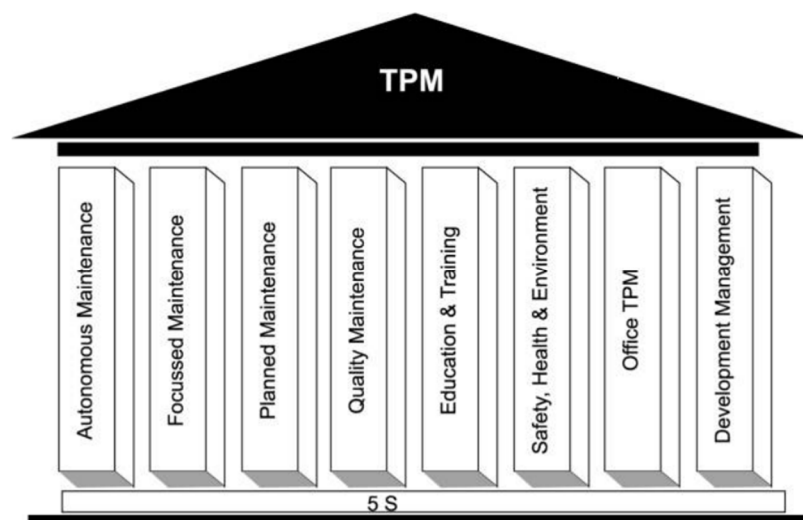 TPM
Autonomous Maintenance
Focussed Maintenance
Planned Maintenance
Quality Maintenance
Education & Training
Safety, Health & Environment
Office TPM
Development Management
5 S